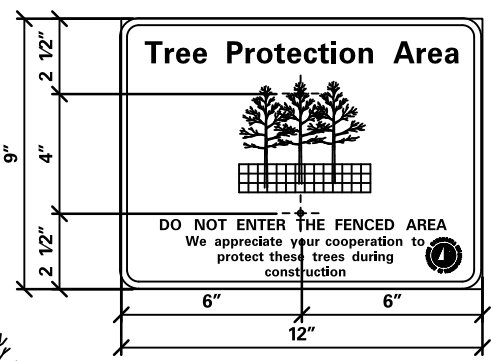 Tree Protection Area
DO NOT ENTER THE FENCED AREA
We appreciate your cooperation to
protect these trees during
construction
2 1/2"
4"
2 1/2"
9"
6"
6"
12"